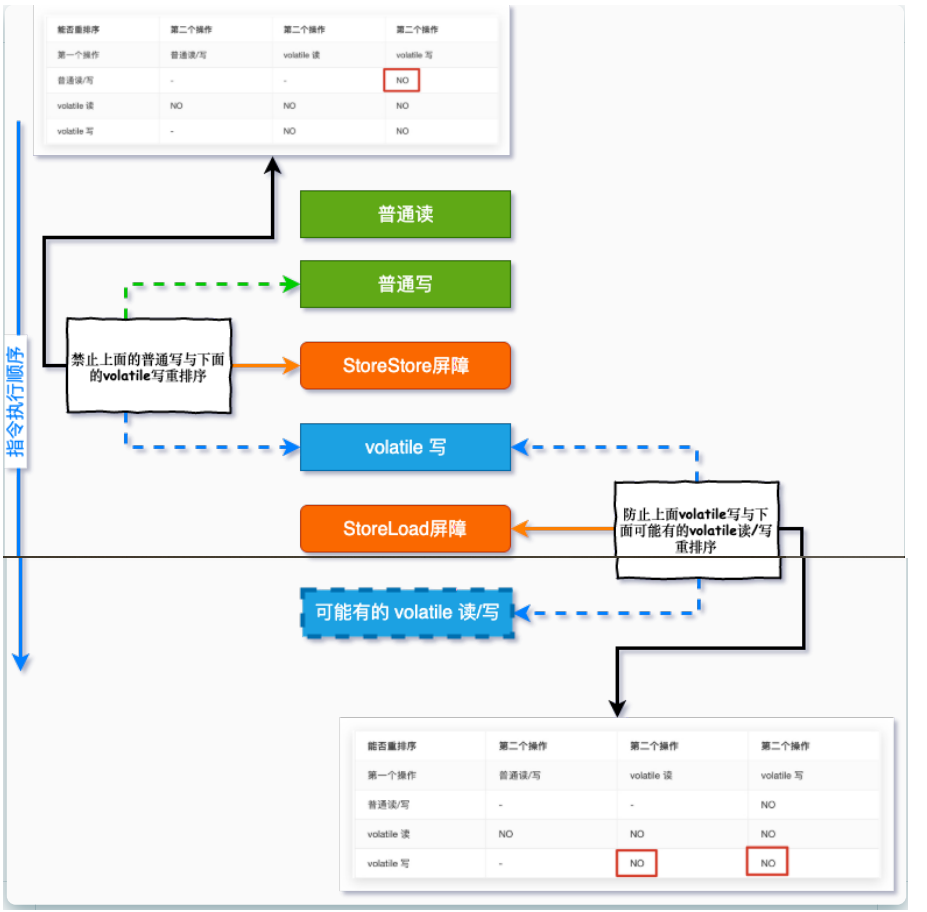 能否重排序 第二个操作 第二个操作 第二个操作
第一个操作 普通读/写 volatile 读 volatile 写
普通读/写 - - NO
volatile 读 NO NO NO
volatile 写 - NO NO
普通读
普通写
禁止上面的普通写与下面
的volatile写重排序
StoreStore屏障
指令执行顺序
volatile 写
防止上面volatile写与下
面可能有的volatile读/写
重排序
StoreLoad屏障
可能有的 volatile 读/写
能否重排序 第二个操作 第二个操作 第二个操作
第一个操作 普通读/写 volatile 读 volatile 写
普通读/写 - - NO
volatile 读 NO NO NO
volatile 写 - NO NO